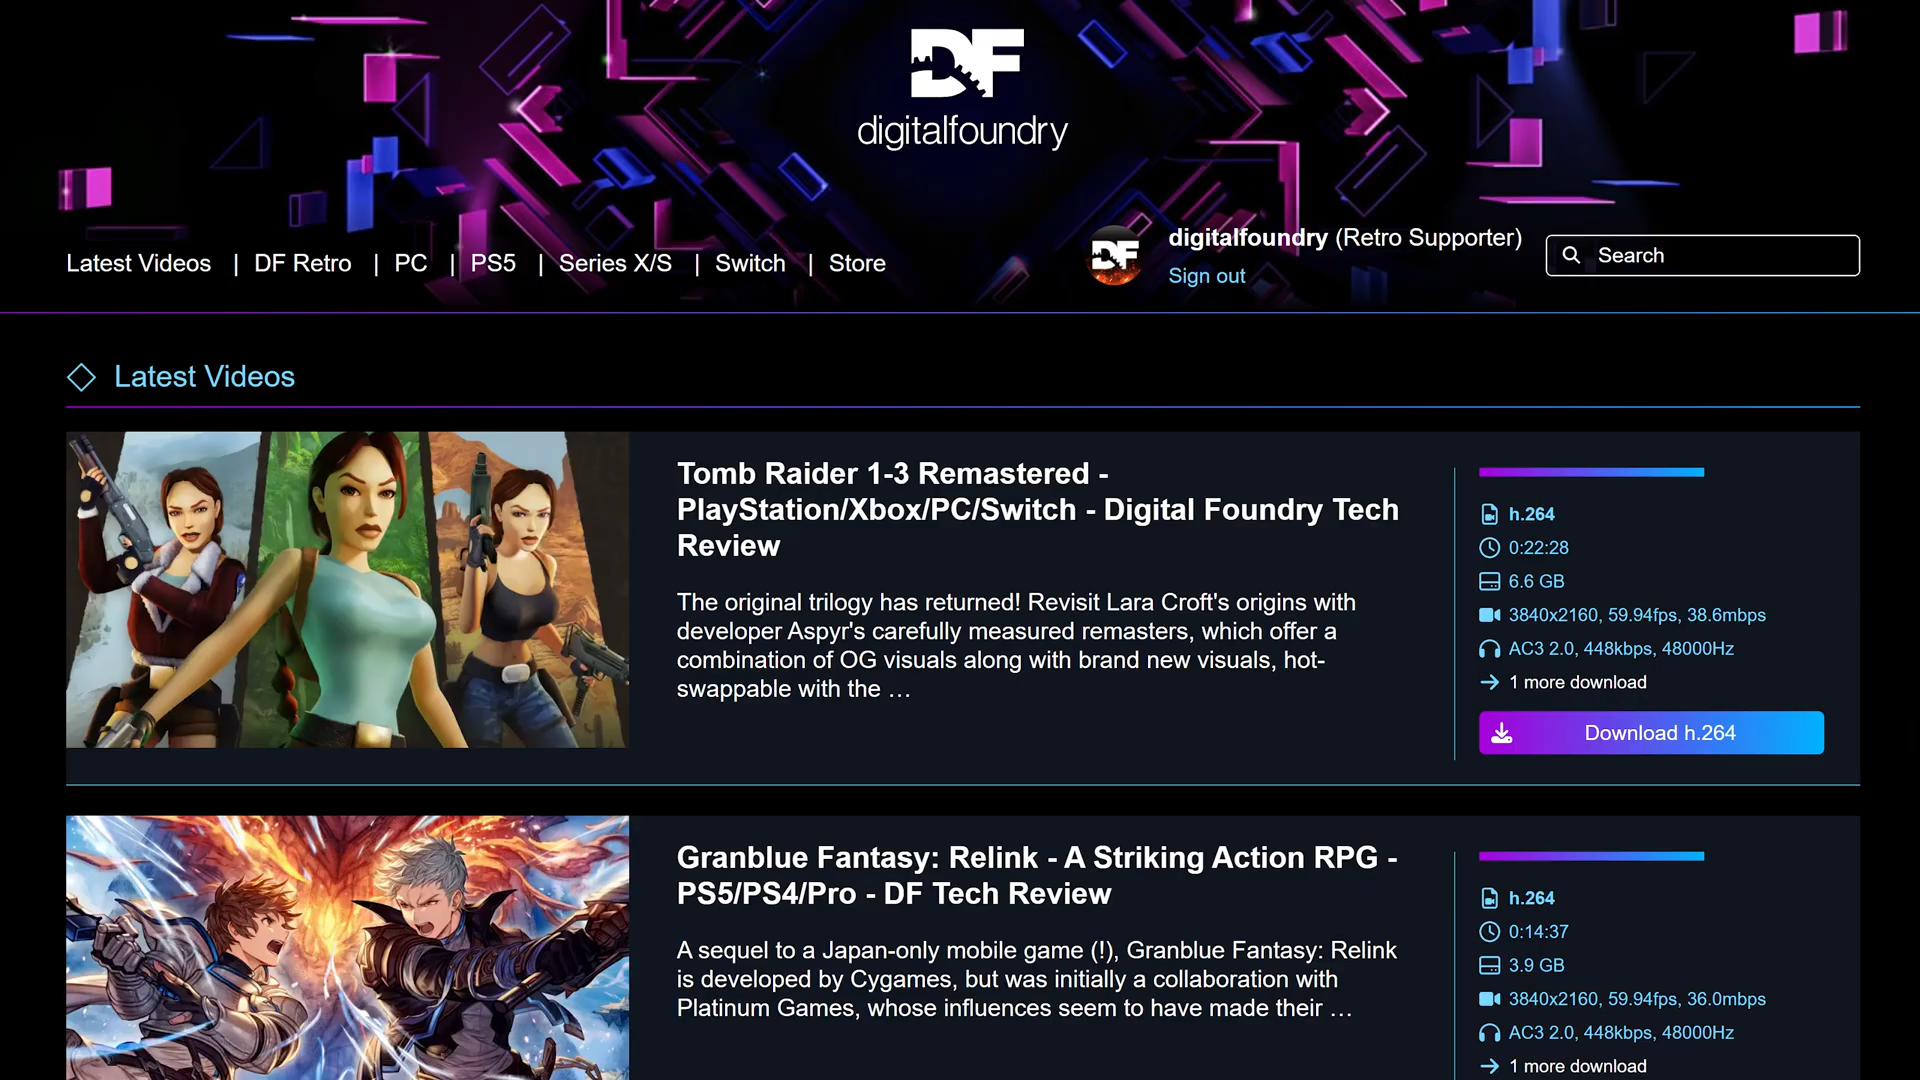 DF
digitalfoundry
Latest Videos | DF Retro | PC | PS5 | Series X/S | Switch | Store
DF
digitalfoundry (Retro Supporter)
Sign out
Search
Latest Videos
Tomb Raider 1-3 Remastered -
PlayStation/Xbox/PC/Switch - Digital Foundry Tech
Review
The original trilogy has returned! Revisit Lara Croft's origins with
developer Aspyr's carefully measured remasters, which offer a
combination of OG visuals along with brand new visuals, hot-
swappable with the …
h.264
0:22:28
6.6 GB
3840x2160, 59.94fps, 38.6mbps
AC3 2.0, 448kbps, 48000Hz
1 more download
Download h.264
Granblue Fantasy: Relink - A Striking Action RPG -
PS5/PS4/Pro - DF Tech Review
A sequel to a Japan-only mobile game (!), Granblue Fantasy: Relink
is developed by Cygames, but was initially a collaboration with
Platinum Games, whose influences seem to have made their …
h.264
0:14:37
3.9 GB
3840x2160, 59.94fps, 36.0mbps
AC3 2.0, 448kbps, 48000Hz
1 more download